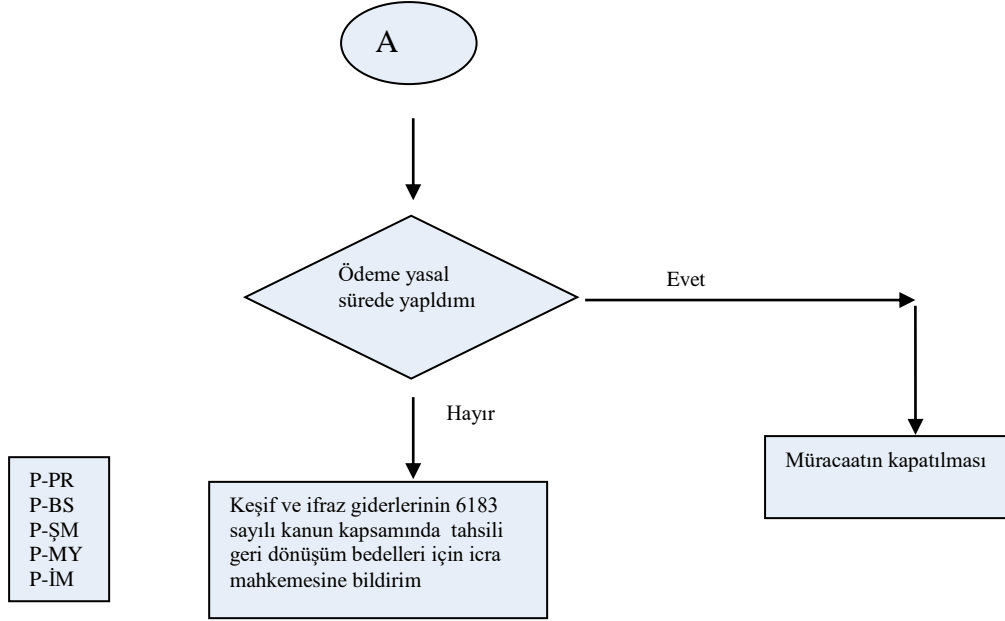 A
Ödeme yasal
sürede yapldımı
Evet
Hayır
Müracaatın kapatılması
P-PR
P-BS
P-ŞM
P-MY
P-İM
Keşif ve ifraz giderlerinin 6183
sayılı kanun kapsamında tahsili
geri dönüşüm bedelleri için icra
mahkemesine bildirim